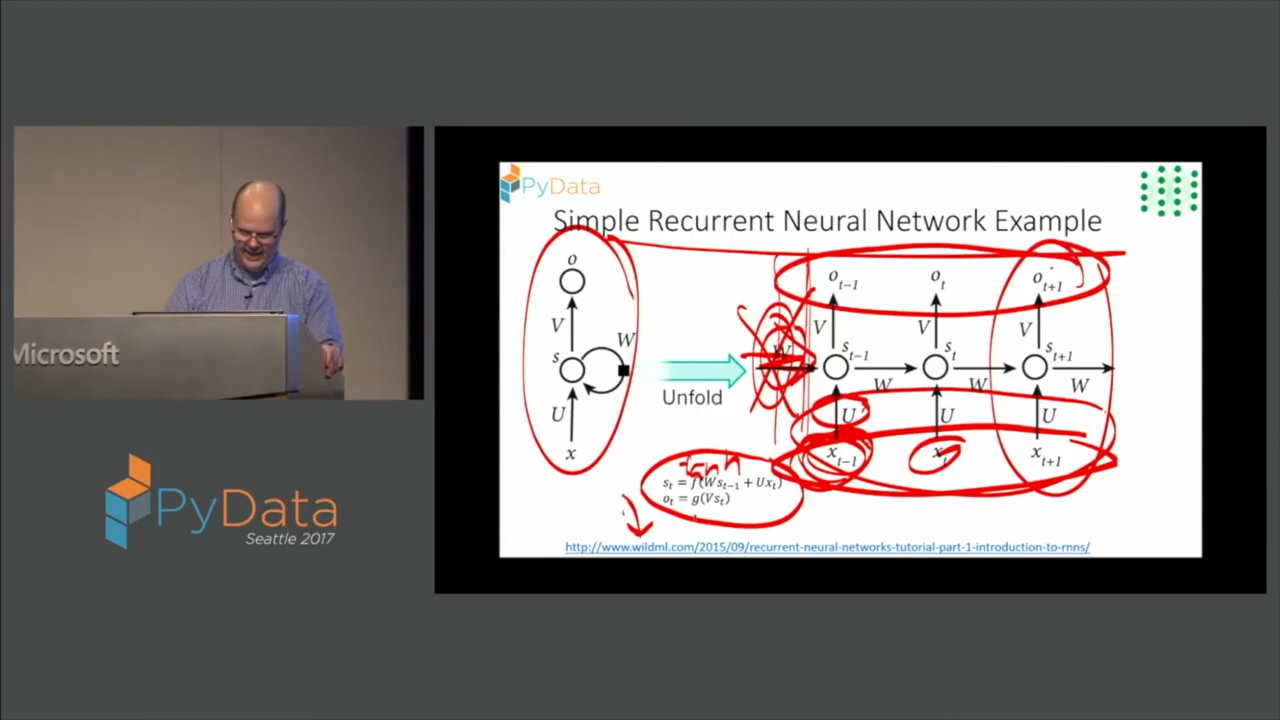 PyData
Simple Recurrent Neural Network Example
o
o_{t-1} o_t o_{t+1}
V W V V V
s s_{t-1} s_t s_{t+1}
W
W W W
Unfold
U U U U
x x_{t-1} x_t x_{t+1}
tanh
s_t = f(Ws_{t-1} + Ux_t)
o_t = g(Vs_t)
http://www.wildml.com/2015/09/recurrent-neural-networks-tutorial-part-1-introduction-to-rnns/
Microsoft
PyData
Seattle 2017